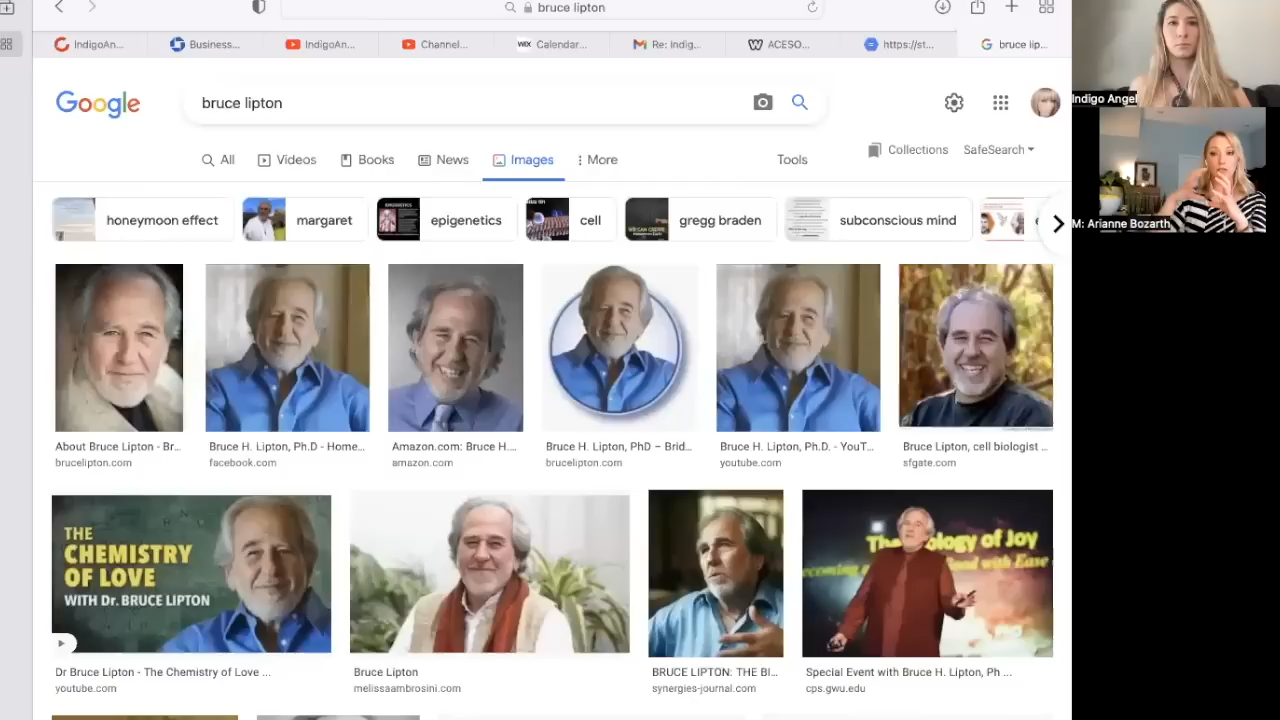 bruce lipton
IndigoAn...
Business...
IndigoAn...
Channel...
WIX Calendar...
Re: Indig...
ACESO...
https://st...
bruce lip...
Google
bruce lipton
All
Videos
Books
News
Images
More
Tools
Collections
SafeSearch
honeymoon effect
margaret
epigenetics
cell
gregg braden
subconscious mind
Indigo Angel
M: Arianne Bozarth
About Bruce Lipton - Br...
brucelipton.com
Bruce H. Lipton, Ph.D - Home...
facebook.com
Amazon.com: Bruce H....
amazon.com
Bruce H. Lipton, PhD – Brid...
brucelipton.com
Bruce H. Lipton, Ph.D. - YouT...
youtube.com
Bruce Lipton, cell biologist ...
sfgate.com
THE
CHEMISTRY
OF LOVE
WITH Dr. BRUCE LIPTON
Dr Bruce Lipton - The Chemistry of Love ...
youtube.com
Bruce Lipton
melissaambrosini.com
BRUCE LIPTON: THE BI...
synergies-journal.com
of Joy
with Ease
Special Event with Bruce H. Lipton, Ph ...
cps.gwu.edu